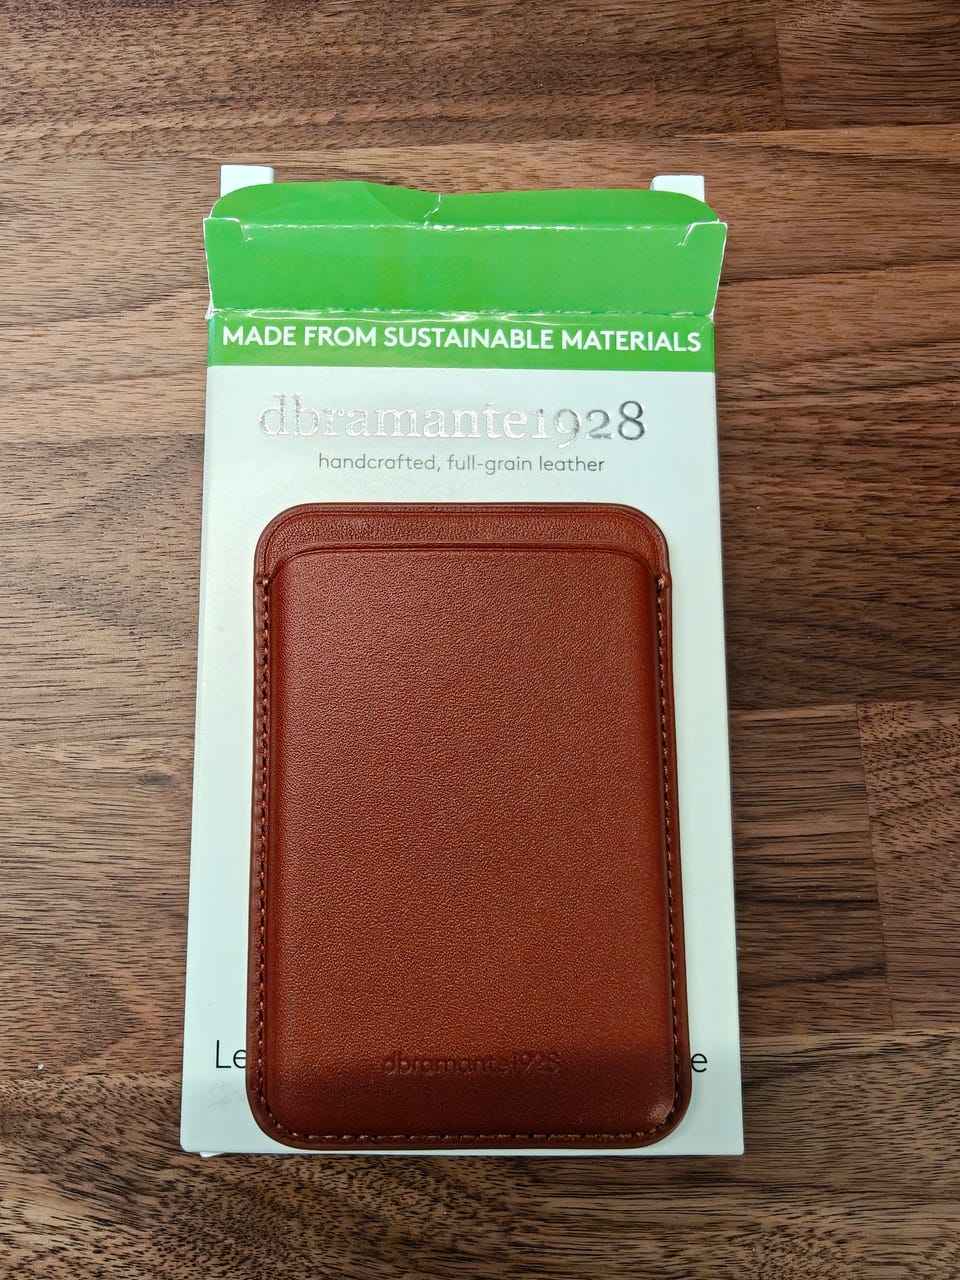 MADE FROM SUSTAINABLE MATERIALS
dbramante1928
handcrafted, full-grain leather
dbramante1928